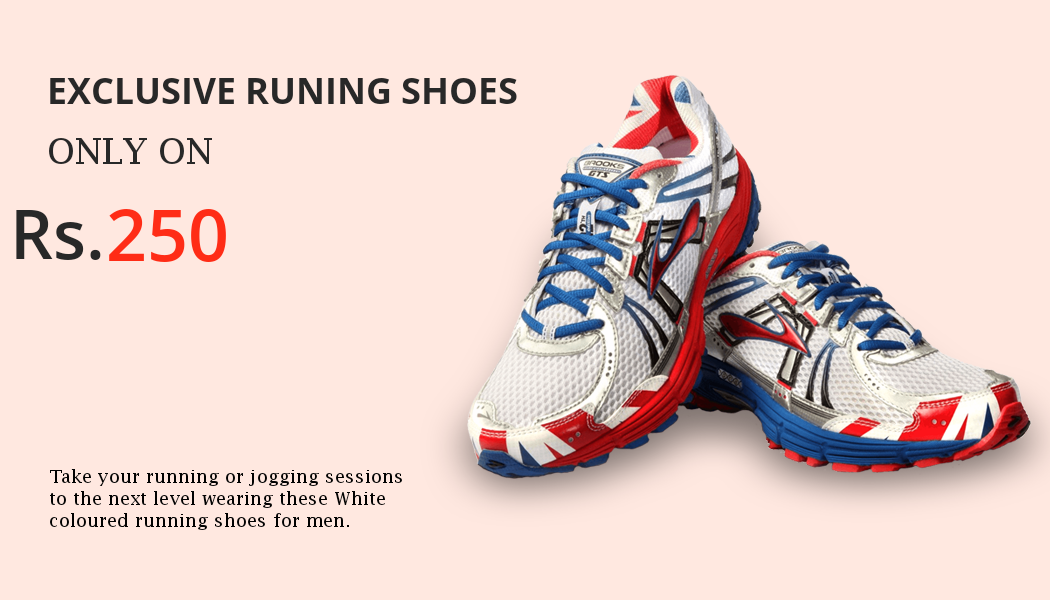 EXCLUSIVE RUNING SHOES
ONLY ON
Rs.250
Take your running or jogging sessions
to the next level wearing these White
coloured running shoes for men.
BROOKS
GTS